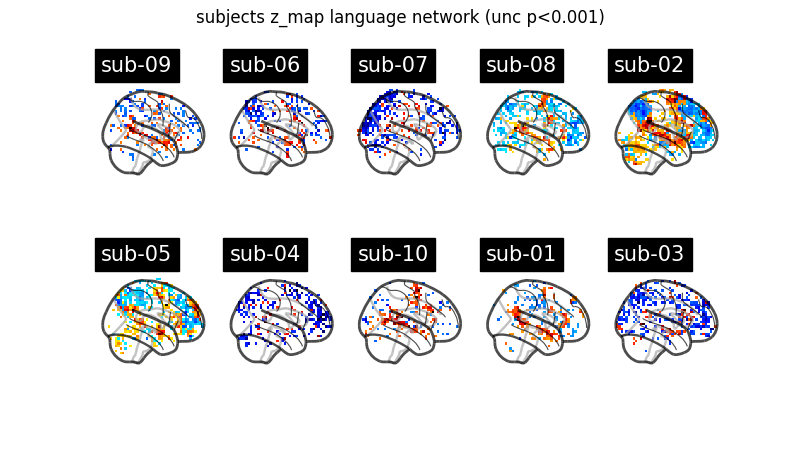 subjects z_map language network (unc p<0.001)
sub-09 sub-06 sub-07 sub-08 sub-02
sub-05 sub-04 sub-10 sub-01 sub-03